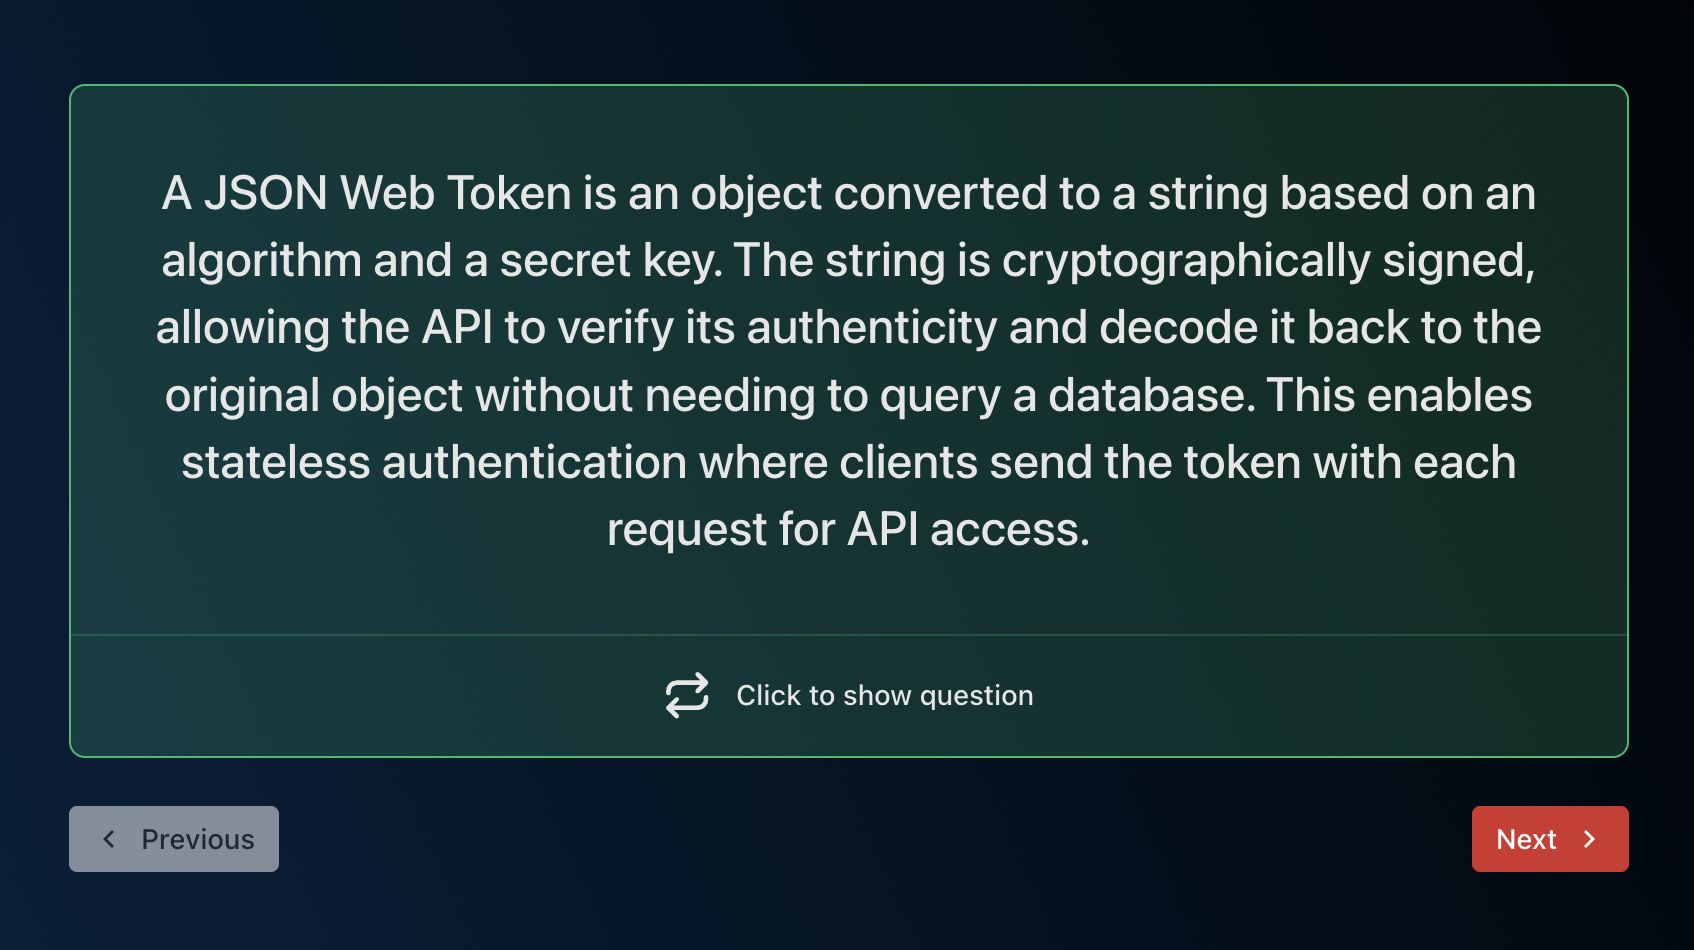 A JSON Web Token is an object converted to a string based on an
algorithm and a secret key. The string is cryptographically signed,
allowing the API to verify its authenticity and decode it back to the
original object without needing to query a database. This enables
stateless authentication where clients send the token with each
request for API access.
Click to show question
Previous
Next